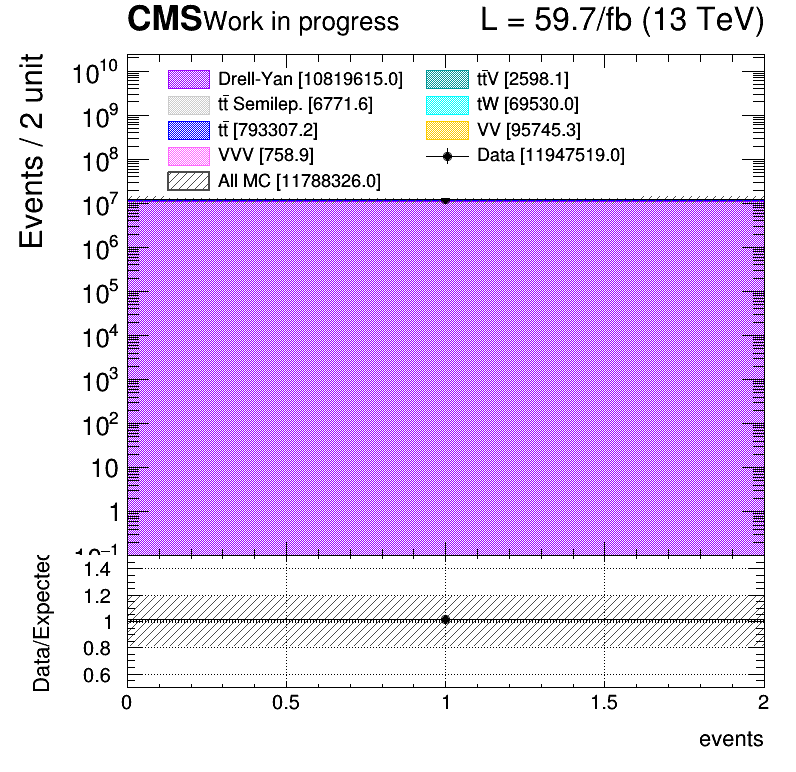 CMS Work in progress L = 59.7/fb (13 TeV)
Events / 2 unit
10¹⁰
10⁹
10⁸
10⁷
10⁶
10⁵
10⁴
10³
10²
10
1
10⁻¹
Drell-Yan [10819615.0]
tt̄ Semilep. [6771.6]
tt̄ [793307.2]
VVV [758.9]
All MC [11788326.0]
tt̄V [2598.1]
tW [69530.0]
VV [95745.3]
Data [11947519.0]
Data/Expected
1.4
1.2
1
0.8
0.6
0 0.5 1 1.5 2
events